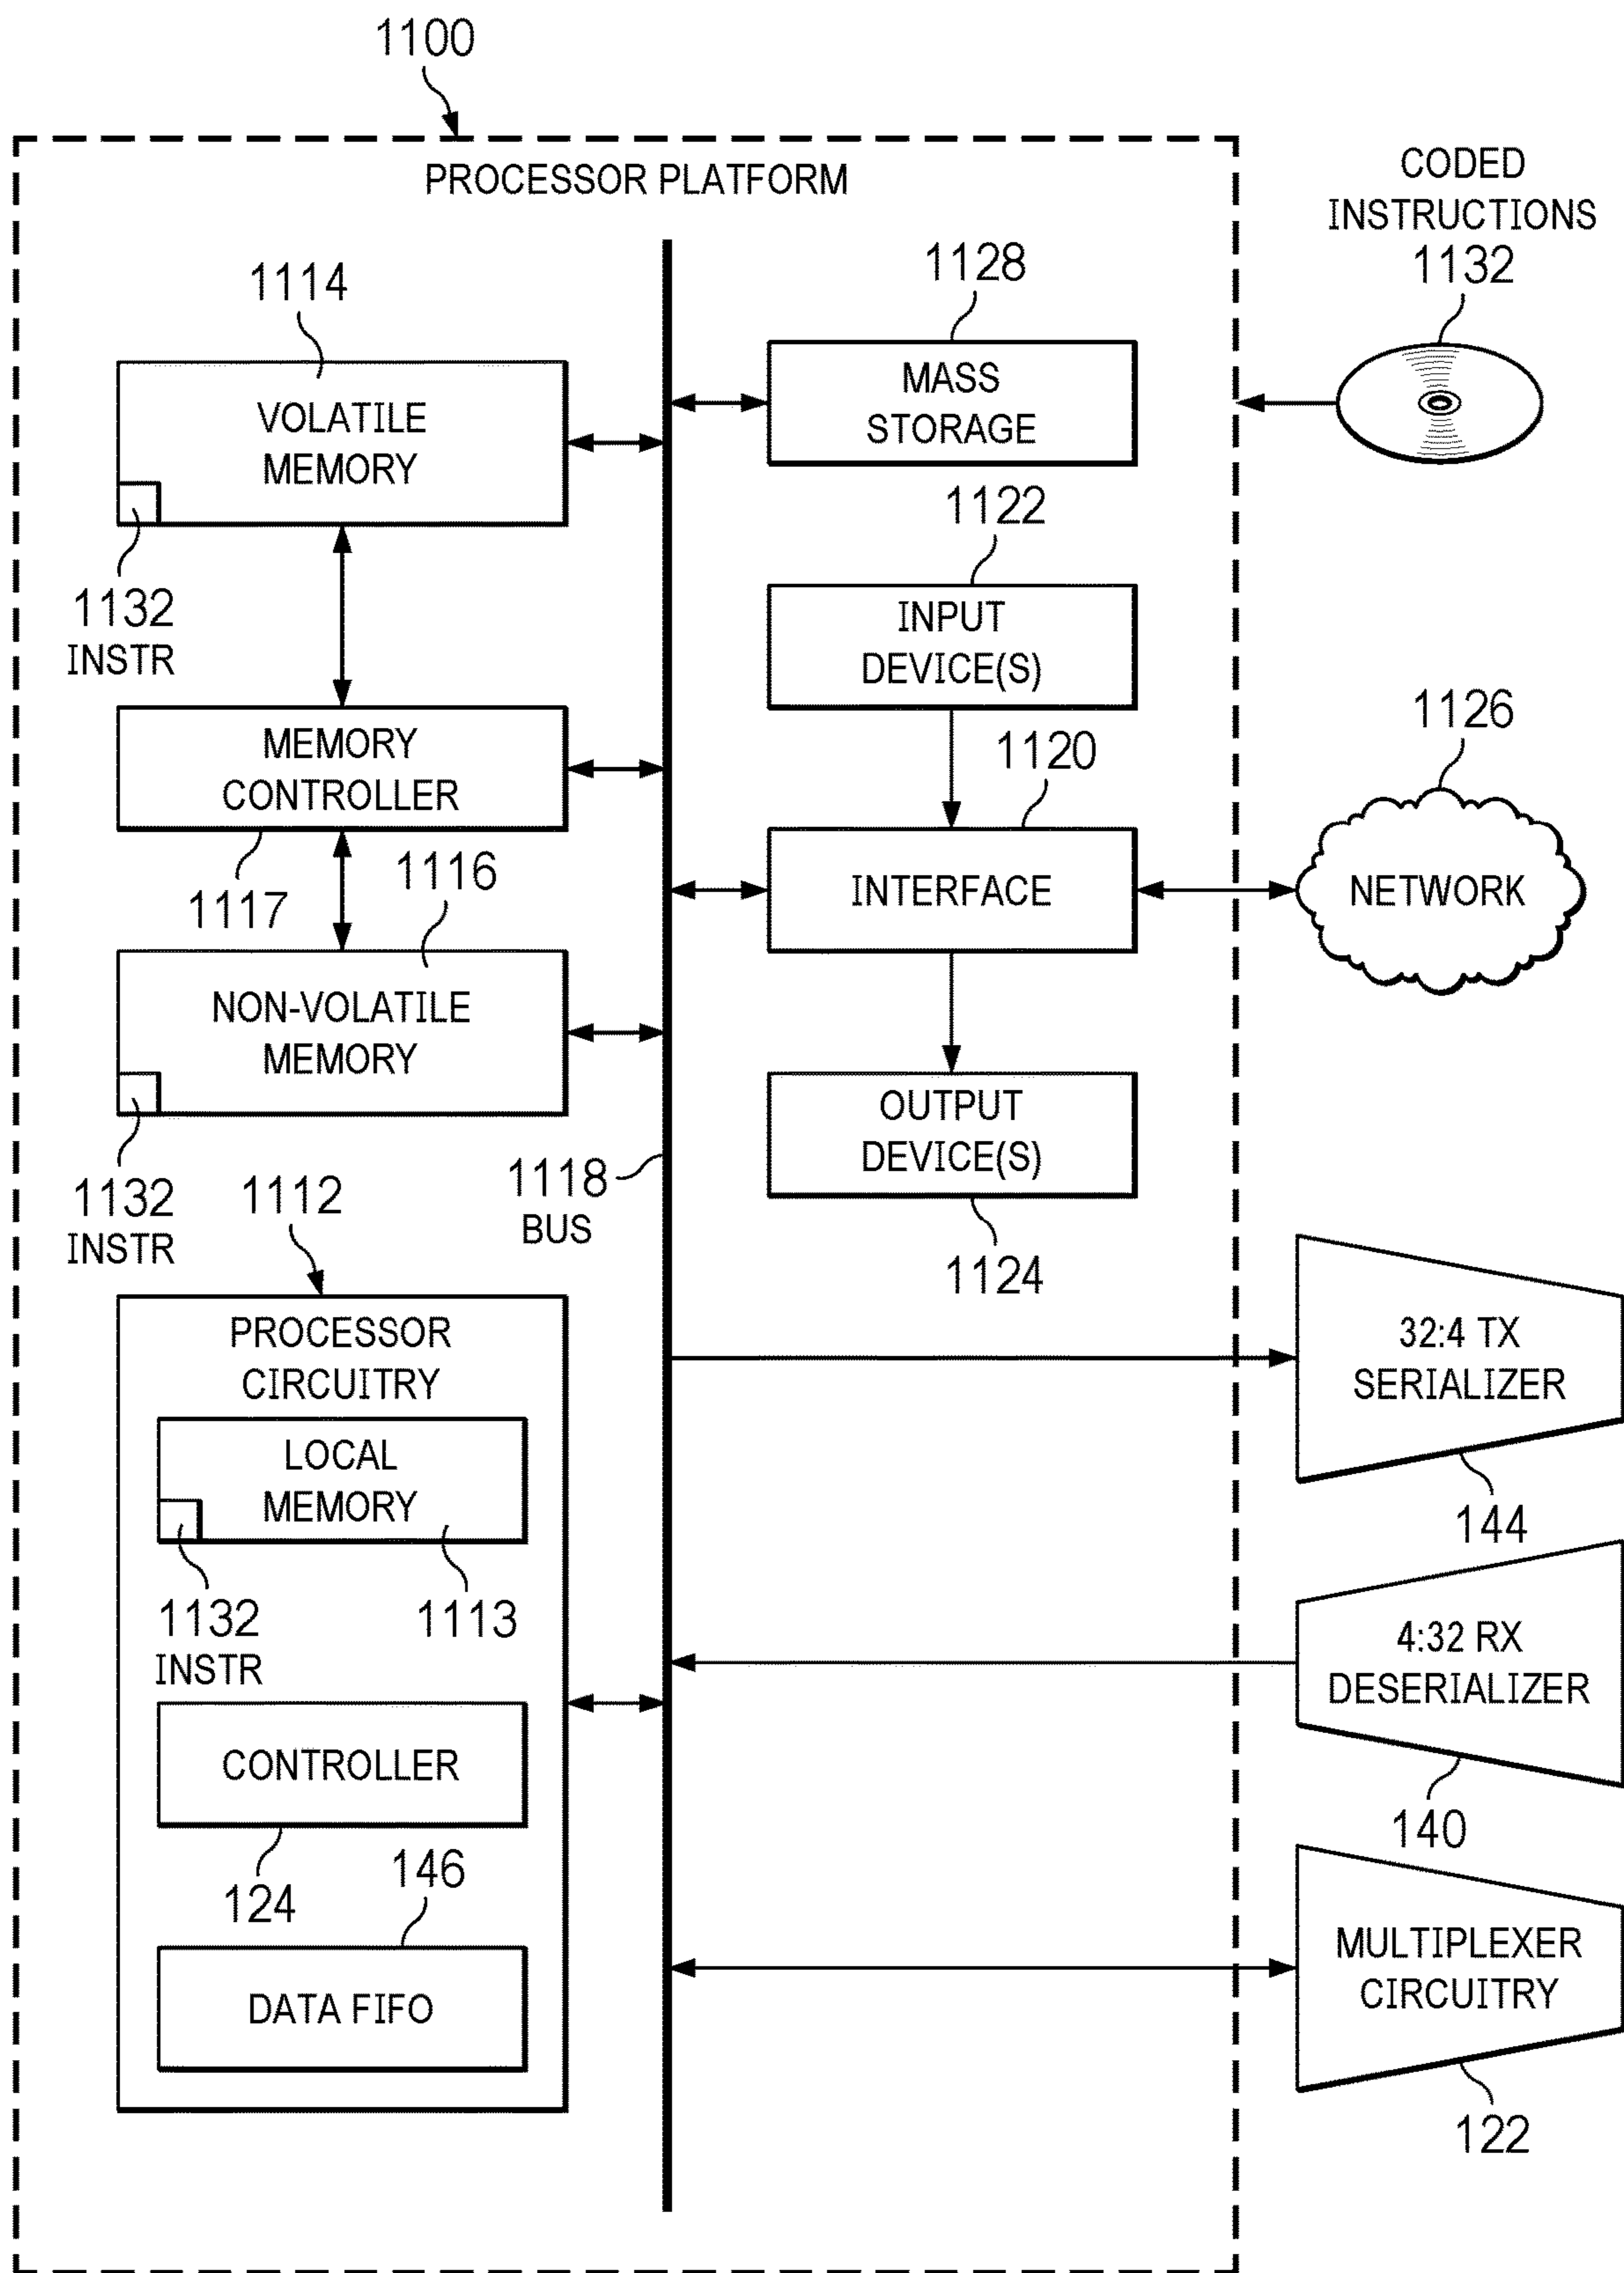 1100
PROCESSOR PLATFORM
CODED
INSTRUCTIONS
1132
1114
VOLATILE
MEMORY
1132
INSTR
MEMORY
CONTROLLER
1117
1116
NON-VOLATILE
MEMORY
1132
INSTR
1118
BUS
1112
PROCESSOR
CIRCUITRY
LOCAL
MEMORY
1132
INSTR
1113
CONTROLLER
124
146
DATA FIFO
1128
MASS
STORAGE
1122
INPUT
DEVICE(S)
1120
INTERFACE
OUTPUT
DEVICE(S)
1124
1126
NETWORK
32:4 TX
SERIALIZER
144
4:32 RX
DESERIALIZER
140
MULTIPLEXER
CIRCUITRY
122